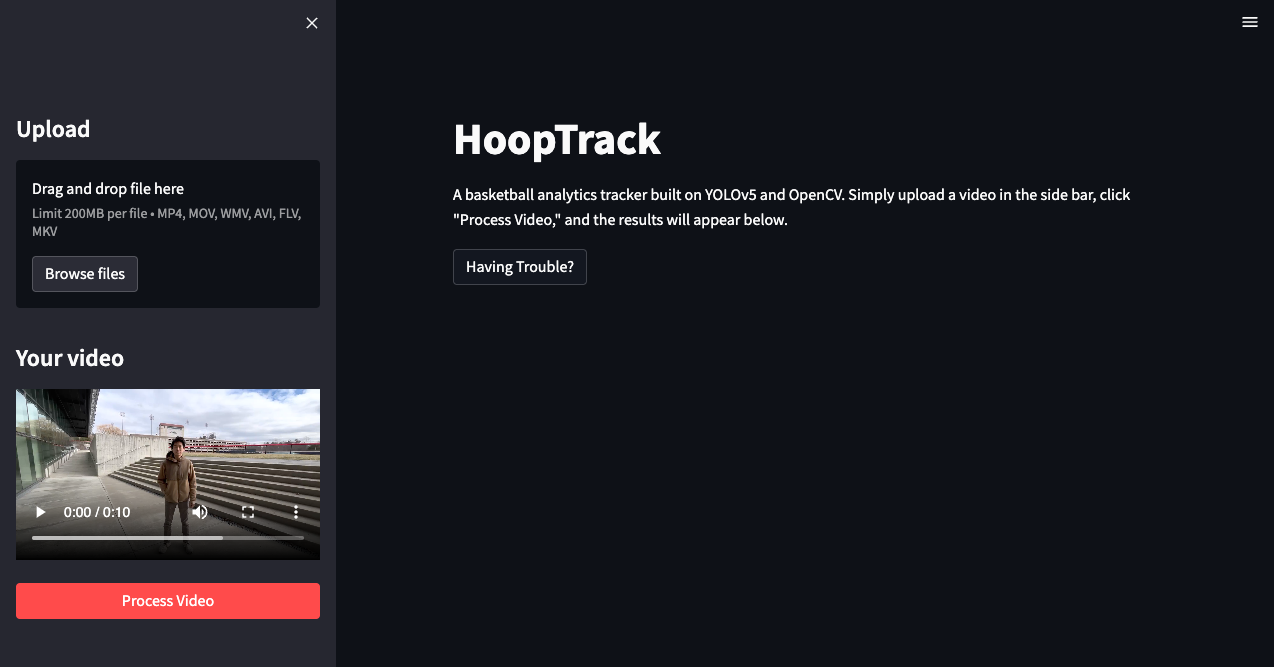 Upload
Drag and drop file here
Limit 200MB per file • MP4, MOV, WMV, AVI, FLV,
MKV
Browse files
Your video
0:00 / 0:10
Process Video
HoopTrack
A basketball analytics tracker built on YOLOv5 and OpenCV. Simply upload a video in the side bar, click
"Process Video," and the results will appear below.
Having Trouble?